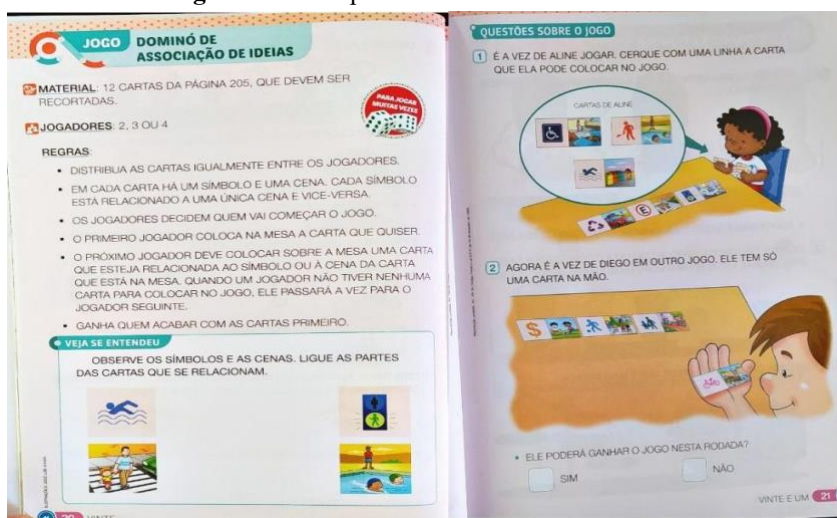 JOGO
DOMINÓ DE
ASSOCIAÇÃO DE IDEIAS
MATERIAL: 12 CARTAS DA PÁGINA 205, QUE DEVEM SER
RECORTADAS.
PARA JOGAR
MUITAS VEZES
JOGADORES: 2, 3 OU 4
REGRAS:
• DISTRIBUA AS CARTAS IGUALMENTE ENTRE OS JOGADORES.
• EM CADA CARTA HÁ UM SÍMBOLO E UMA CENA. CADA SÍMBOLO
ESTÁ RELACIONADO A UMA ÚNICA CENA E VICE-VERSA.
• OS JOGADORES DECIDEM QUEM VAI COMEÇAR O JOGO.
• O PRIMEIRO JOGADOR COLOCA NA MESA A CARTA QUE QUISER.
• O PRÓXIMO JOGADOR DEVE COLOCAR SOBRE A MESA UMA CARTA
QUE ESTEJA RELACIONADA AO SÍMBOLO OU À CENA DA CARTA
QUE ESTÁ NA MESA. QUANDO UM JOGADOR NÃO TIVER NENHUMA
CARTA PARA COLOCAR NO JOGO, ELE PASSARÁ A VEZ PARA O
JOGADOR SEGUINTE.
• GANHA QUEM ACABAR COM AS CARTAS PRIMEIRO.
VEJA SE ENTENDEU
OBSERVE OS SÍMBOLOS E AS CENAS. LIGUE AS PARTES
DAS CARTAS QUE SE RELACIONAM.
20 VINTE
QUESTÕES SOBRE O JOGO
1 É A VEZ DE ALINE JOGAR. CERQUE COM UMA LINHA A CARTA
QUE ELA PODE COLOCAR NO JOGO.
CARTAS DE ALINE
E
2 AGORA É A VEZ DE DIEGO EM OUTRO JOGO. ELE TEM SÓ
UMA CARTA NA MÃO.
$
• ELE PODERÁ GANHAR O JOGO NESTA RODADA?
SIM
NÃO
VINTE E UM 21